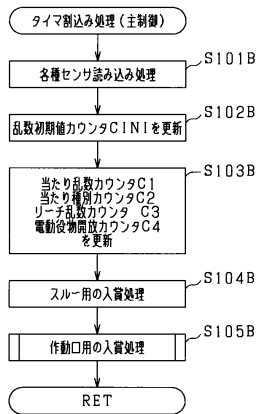 タイマ割込み処理(主制御)
各種センサ読み込み処理
S101B
乱数初期値カウンタCINIを更新
S102B
当たり乱数カウンタC1
当たり種別カウンタC2
リーチ乱数カウンタ C3
電動役物開放カウンタC4
を更新
S103B
スルー用の入賞処理
S104B
作動口用の入賞処理
S105B
RET